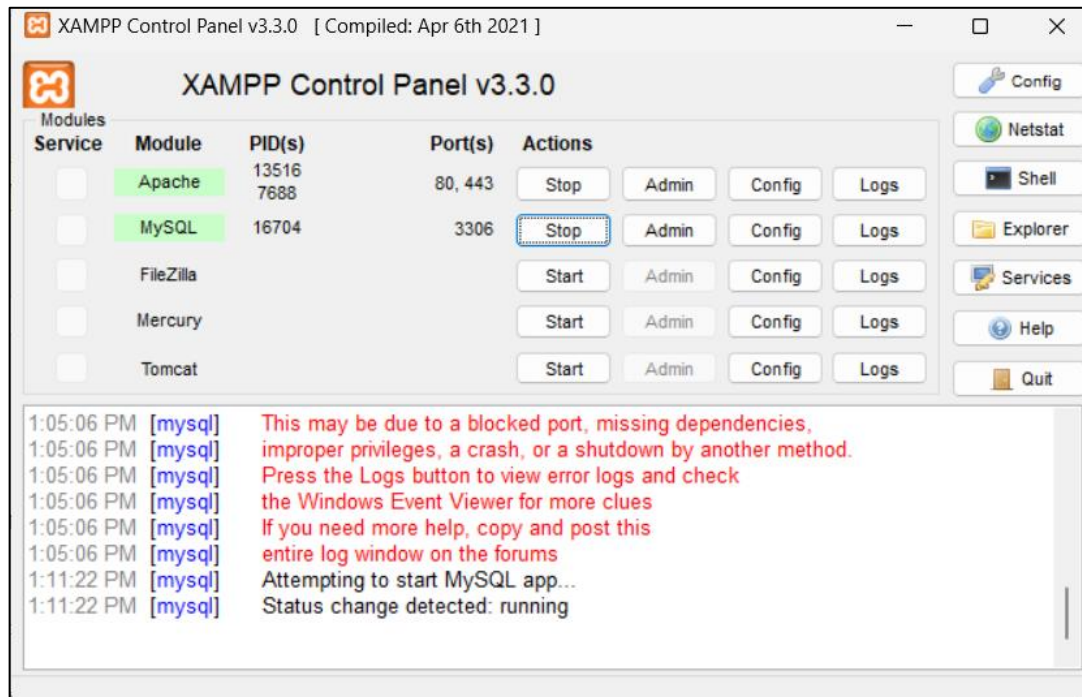 XAMPP Control Panel v3.3.0 [ Compiled: Apr 6th 2021 ]
XAMPP Control Panel v3.3.0
Config
Netstat
Shell
Explorer
Services
Help
Quit
Modules
Service Module PID(s) Port(s) Actions
Apache 13516 7688 80, 443 Stop Admin Config Logs
MySQL 16704 3306 Stop Admin Config Logs
FileZilla Start Admin Config Logs
Mercury Start Admin Config Logs
Tomcat Start Admin Config Logs
1:05:06 PM [mysql] This may be due to a blocked port, missing dependencies,
1:05:06 PM [mysql] improper privileges, a crash, or a shutdown by another method.
1:05:06 PM [mysql] Press the Logs button to view error logs and check
1:05:06 PM [mysql] the Windows Event Viewer for more clues
1:05:06 PM [mysql] If you need more help, copy and post this
1:05:06 PM [mysql] entire log window on the forums
1:11:22 PM [mysql] Attempting to start MySQL app...
1:11:22 PM [mysql] Status change detected: running